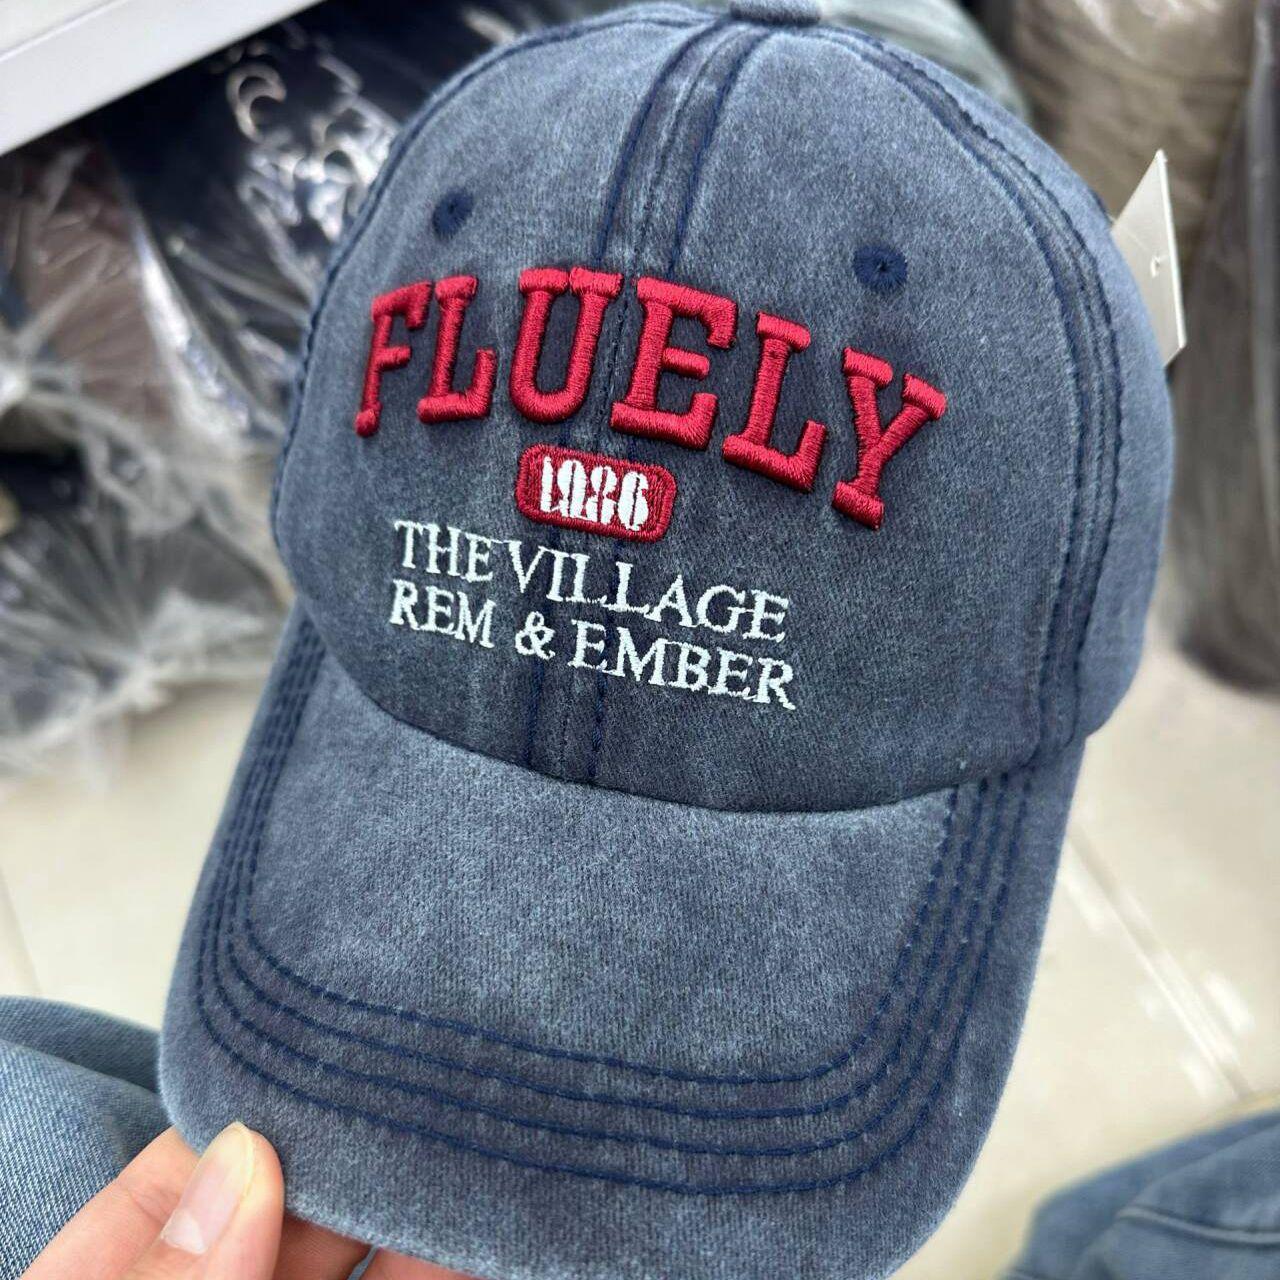 FLUELY
1986
THE VILLAGE
REM & EMBER